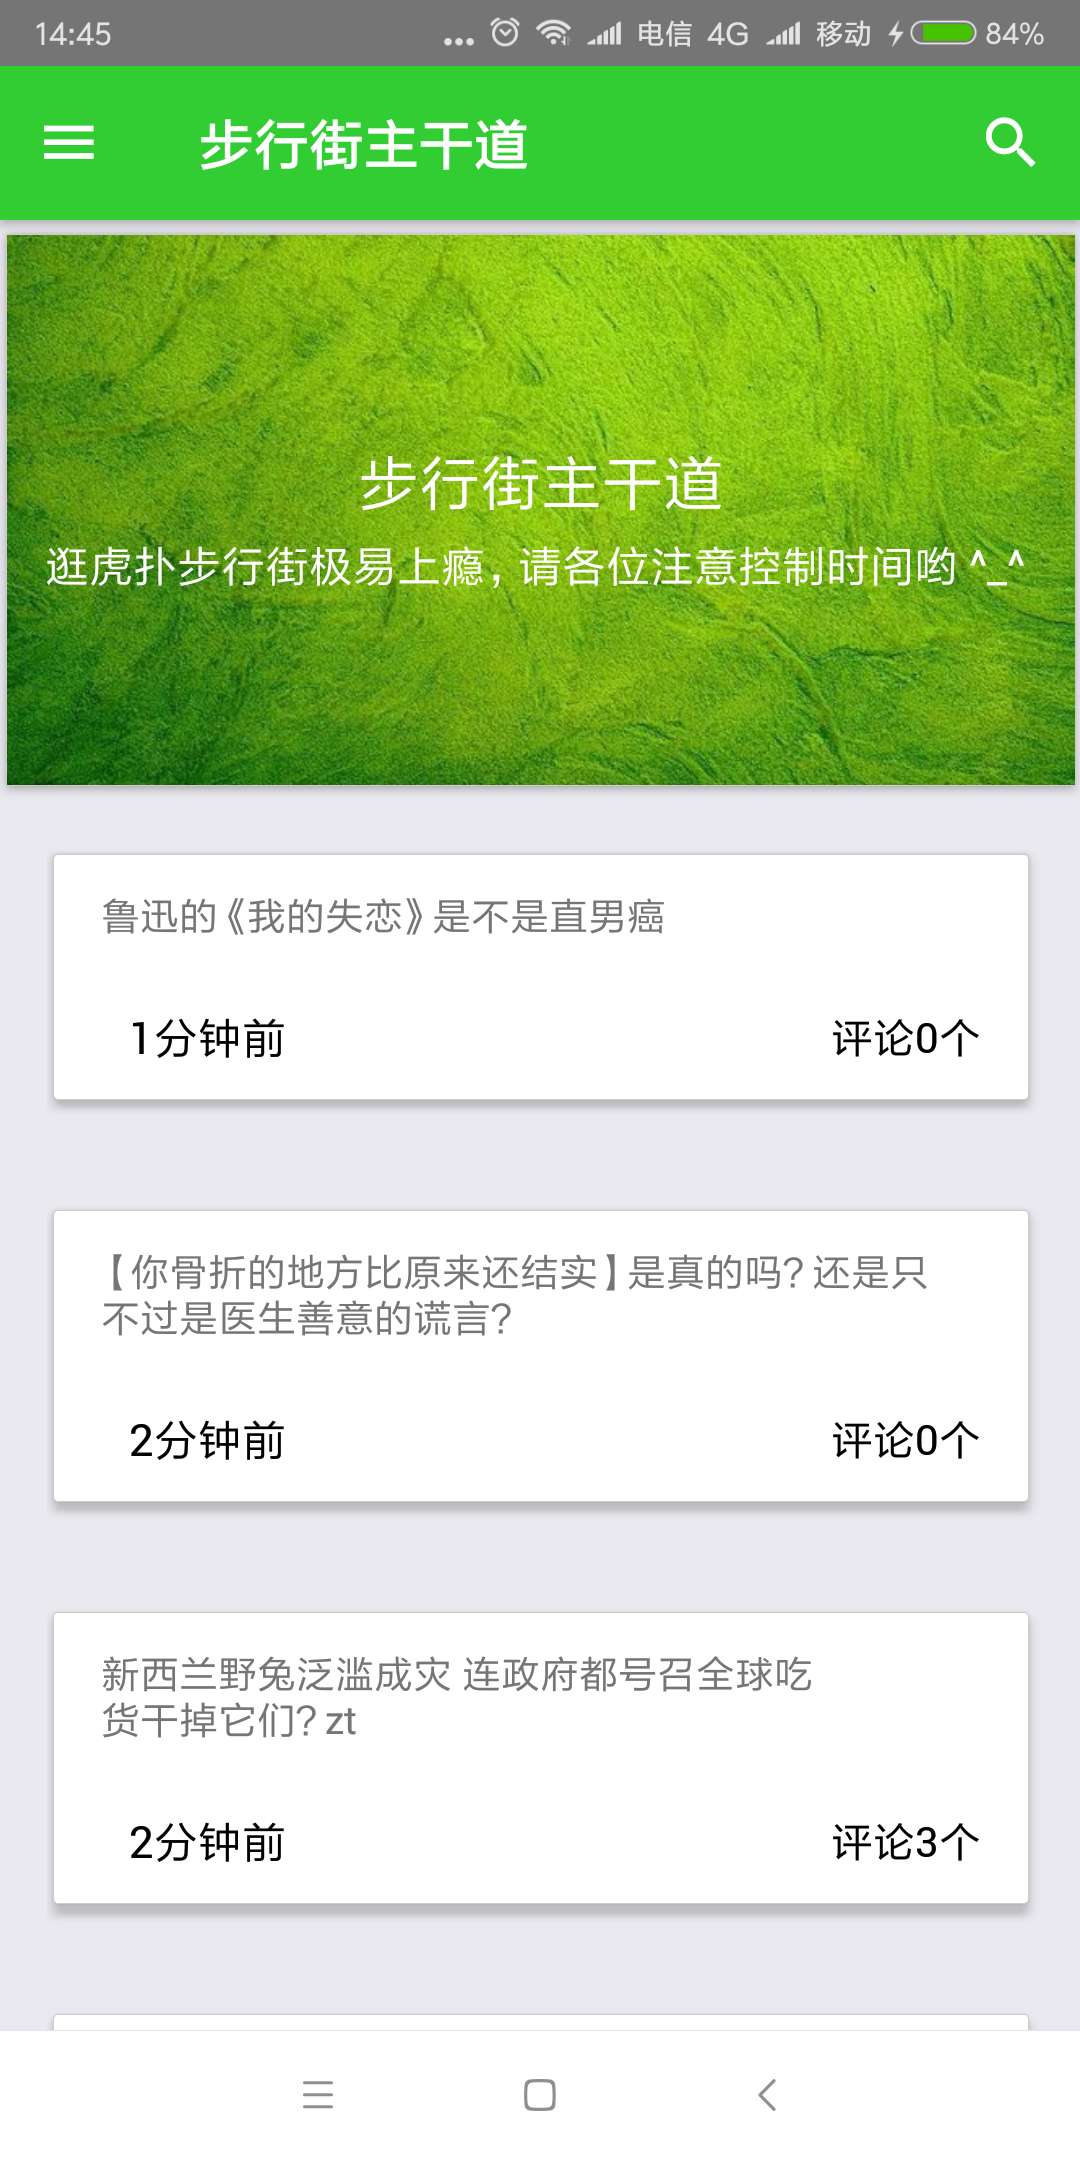 14:45
... 电信 4G 移动 84%
步行街主干道
步行街主干道
逛虎扑步行街极易上瘾,请各位注意控制时间哟 ^_^
鲁迅的《我的失恋》是不是直男癌
1分钟前 评论0个
【你骨折的地方比原来还结实】是真的吗? 还是只
不过是医生善意的谎言?
2分钟前 评论0个
新西兰野兔泛滥成灾 连政府都号召全球吃
货干掉它们? zt
2分钟前 评论3个